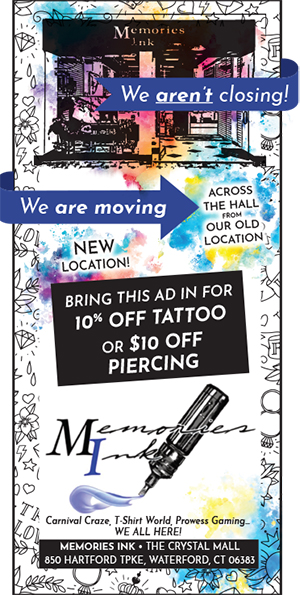 Memories
Ink
We aren't closing!
We are moving
ACROSS
THE HALL
FROM
OUR OLD
LOCATION
NEW
LOCATION!
BRING THIS AD IN FOR
10% OFF TATTOO
OR $10 OFF
PIERCING
Memories
Ink
Carnival Craze, T-Shirt World, Prowess Gaming...
WE ALL HERE!
MEMORIES INK • THE CRYSTAL MALL
850 HARTFORD TPKE, WATERFORD, CT 06383